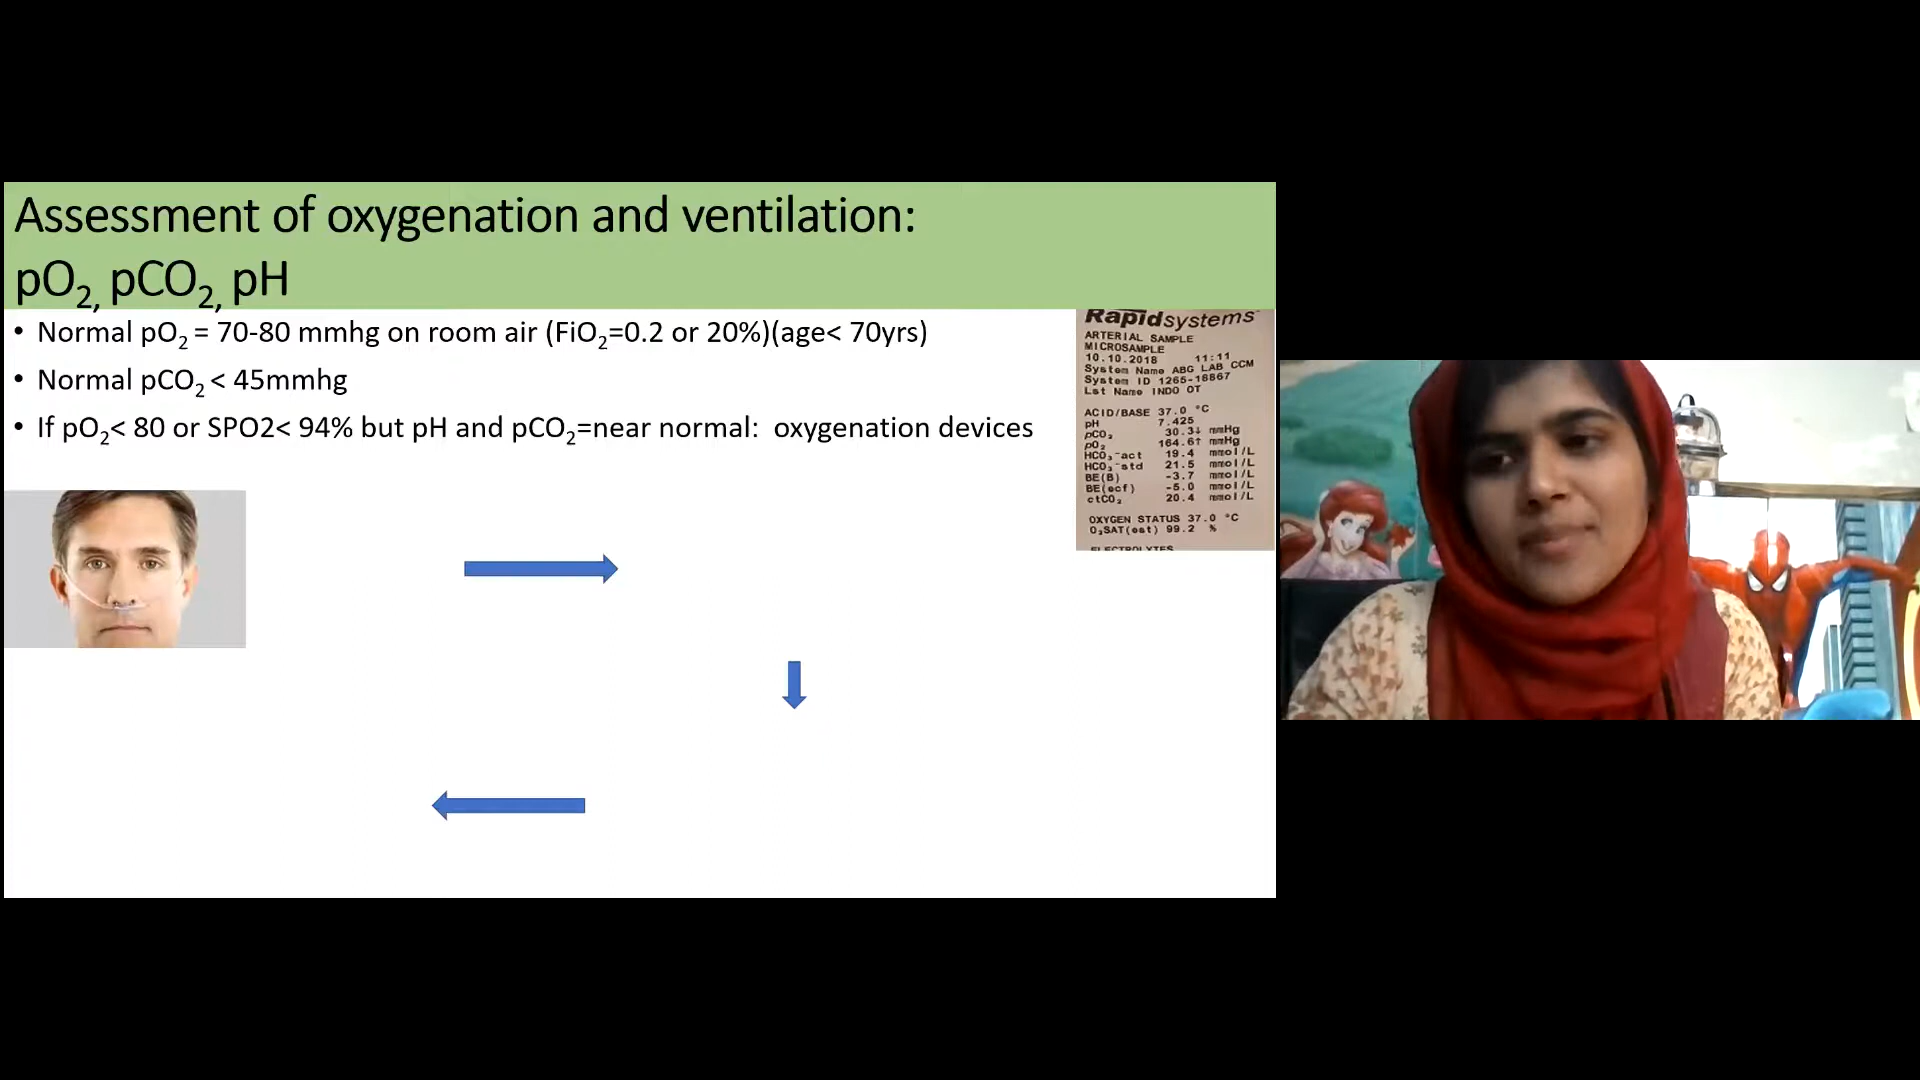 Assessment of oxygenation and ventilation:
pO₂, pCO₂, pH
• Normal pO₂ = 70-80 mmhg on room air (FiO₂=0.2 or 20%)(age< 70yrs)
• Normal pCO₂ < 45mmhg
• If pO₂< 80 or SPO2< 94% but pH and pCO₂=near normal: oxygenation devices
Rapidsystems
ARTERIAL SAMPLE
MICROSAMPLE
10.10.2018 11:11
System Name ABG LAB CCM
System ID 1265-18867
Lst Name INDO OT
ACID/BASE 37.0 °C
pH 7.425
pCO₂ 30.3↓ mmHg
pO₂ 164.6↑ mmHg
HCO₃⁻act 19.4 mmol/L
HCO₃⁻std 21.5 mmol/L
BE(B) -3.7 mmol/L
BE(ecf) -5.0 mmol/L
ctCO₂ 20.4 mmol/L
OXYGEN STATUS 37.0 °C
O₂SAT(est) 99.2 %
ELECTROLYTES